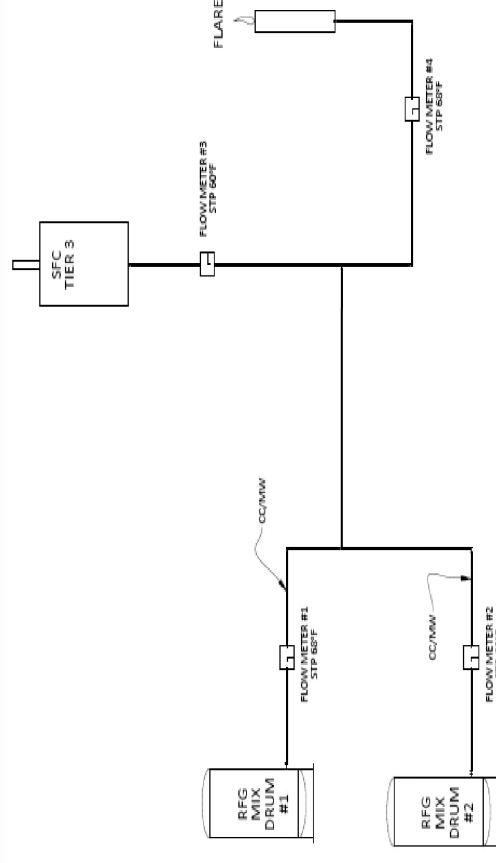 FLARE
FLOW METER #4
STP 68°F
FLOW METER #3
STP 60°F
SFC
TIER 3
CC/MW
FLOW METER #1
STP 68°F
CC/MW
FLOW METER #2
RFG
MIX
DRUM
#1
RFG
MIX
DRUM
#2